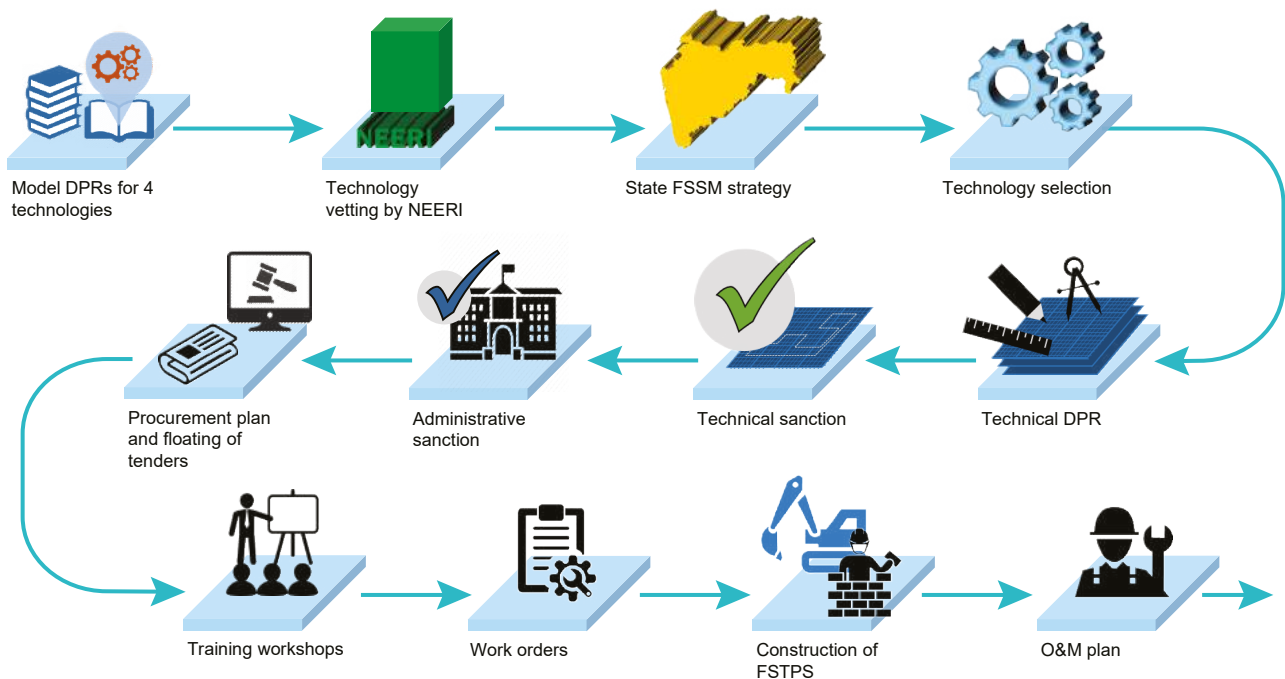 NEERI
Model DPRs for 4
technologies
Technology
vetting by NEERI
State FSSM strategy
Technology selection
Technical DPR
Technical sanction
Administrative
sanction
Procurement plan
and floating of
tenders
Training workshops
Work orders
Construction of
FSTPS
O&M plan